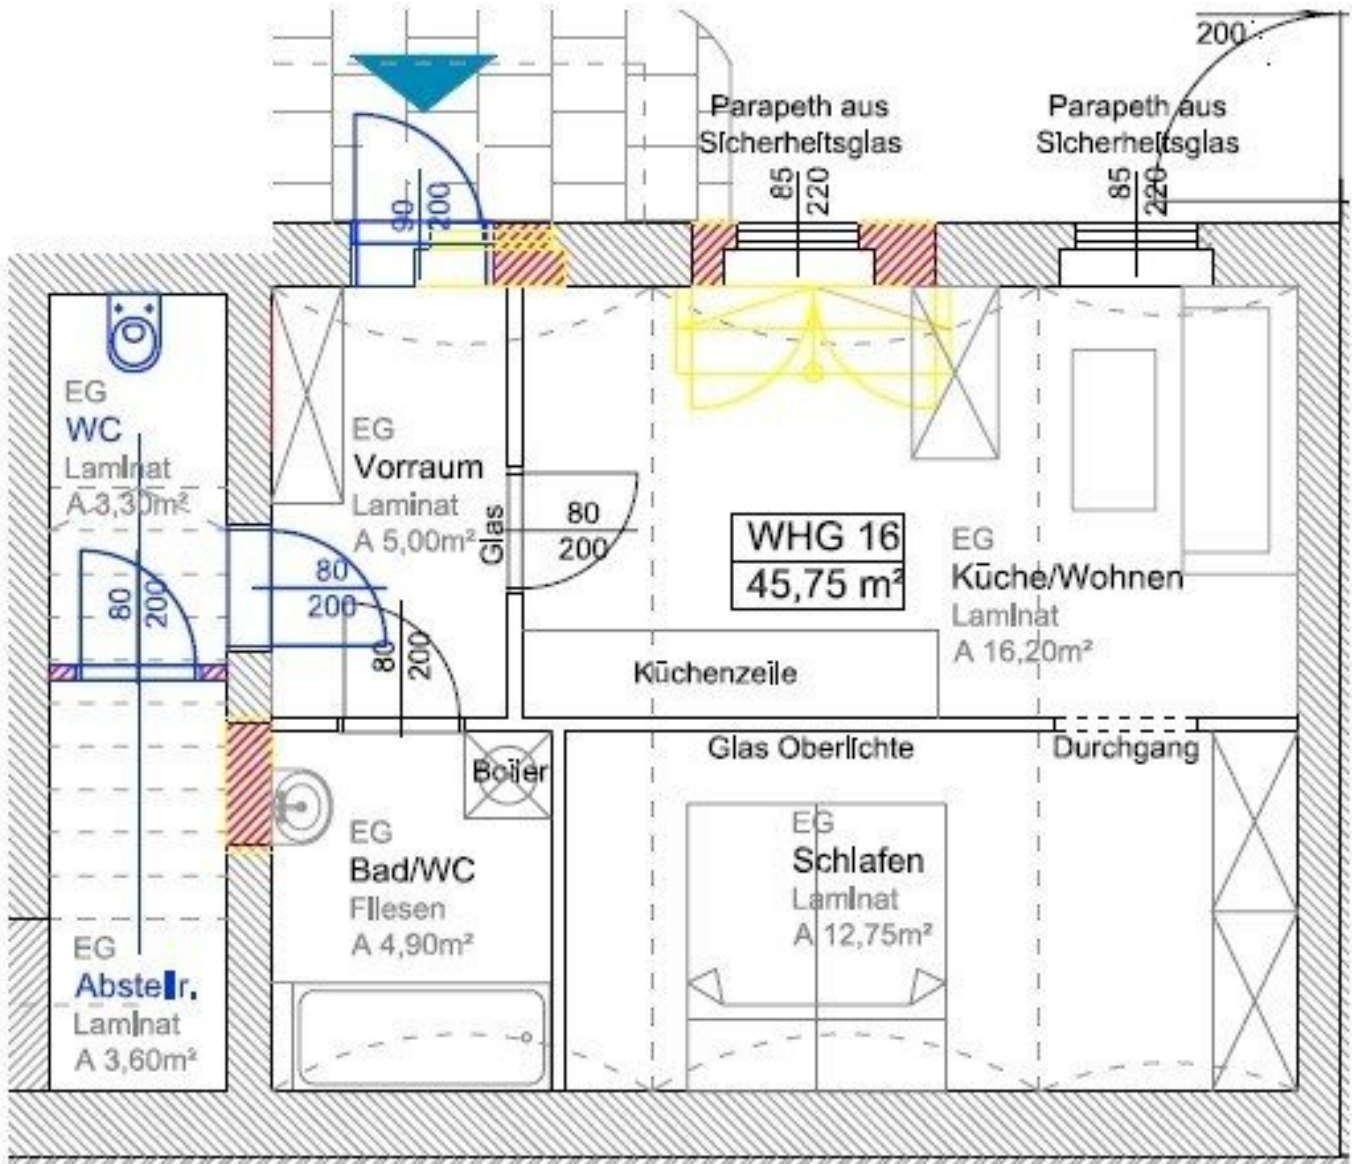 200
Parapeth aus
Sicherheitsglas
Parapeth aus
Sicherheitsglas
90
200
85
220
85
220
EG
WC
Laminat
A 3,30m²
EG
Vorraum
Laminat
A 5,00m²
Glas
80
200
WHG 16
45,75 m²
EG
Küche/Wohnen
Laminat
A 16,20m²
80
200
80
200
80
200
Küchenzeile
Glas Oberlichte
Durchgang
Boiler
EG
Bad/WC
Fliesen
A 4,90m²
EG
Schlafen
Laminat
A 12,75m²
EG
Abstellr.
Laminat
A 3,60m²